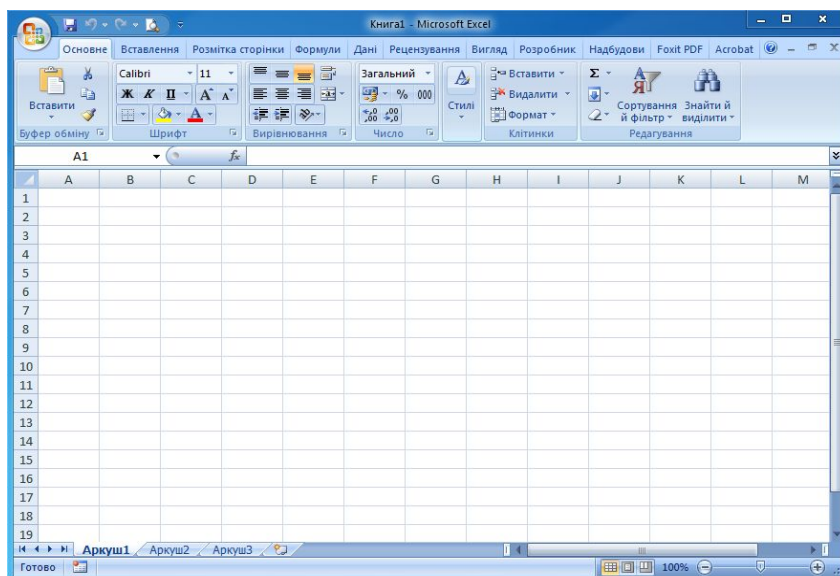 Книга1 - Microsoft Excel
Основне Вставлення Розмітка сторінки Формули Дані Рецензування Вигляд Розробник Надбудови Foxit PDF Acrobat
Вставити
Буфер обміну
Calibri 11
Ж К П
Шрифт
Вирівнювання
Загальний
% 000
Число
Стилі
Вставити
Видалити
Формат
Клітинки
Σ
Сортування й фільтр
Знайти й виділити
Редагування
A1 fx
A B C D E F G H I J K L M
1
2
3
4
5
6
7
8
9
10
11
12
13
14
15
16
17
18
19
Аркуш1 Аркуш2 Аркуш3
Готово 100%